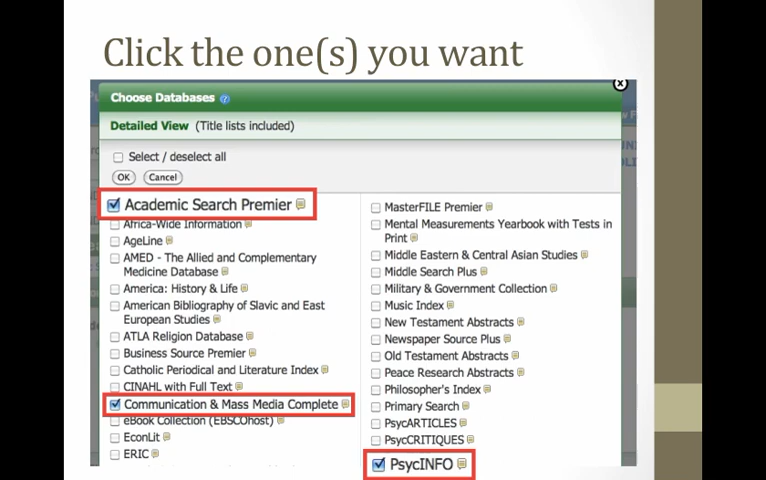 Click the one(s) you want
Choose Databases
Detailed View (Title lists included)
Select / deselect all
OK Cancel
Academic Search Premier
Africa-Wide Information
AgeLine
AMED - The Allied and Complementary
Medicine Database
America: History & Life
American Bibliography of Slavic and East
European Studies
ATLA Religion Database
Business Source Premier
Catholic Periodical and Literature Index
CINAHL with Full Text
Communication & Mass Media Complete
eBook Collection (EBSCOhost)
EconLit
ERIC
MasterFILE Premier
Mental Measurements Yearbook with Tests in
Print
Middle Eastern & Central Asian Studies
Middle Search Plus
Military & Government Collection
Music Index
New Testament Abstracts
Newspaper Source Plus
Old Testament Abstracts
Peace Research Abstracts
Philosopher's Index
Primary Search
PsycARTICLES
PsycCRITIQUES
PsycINFO